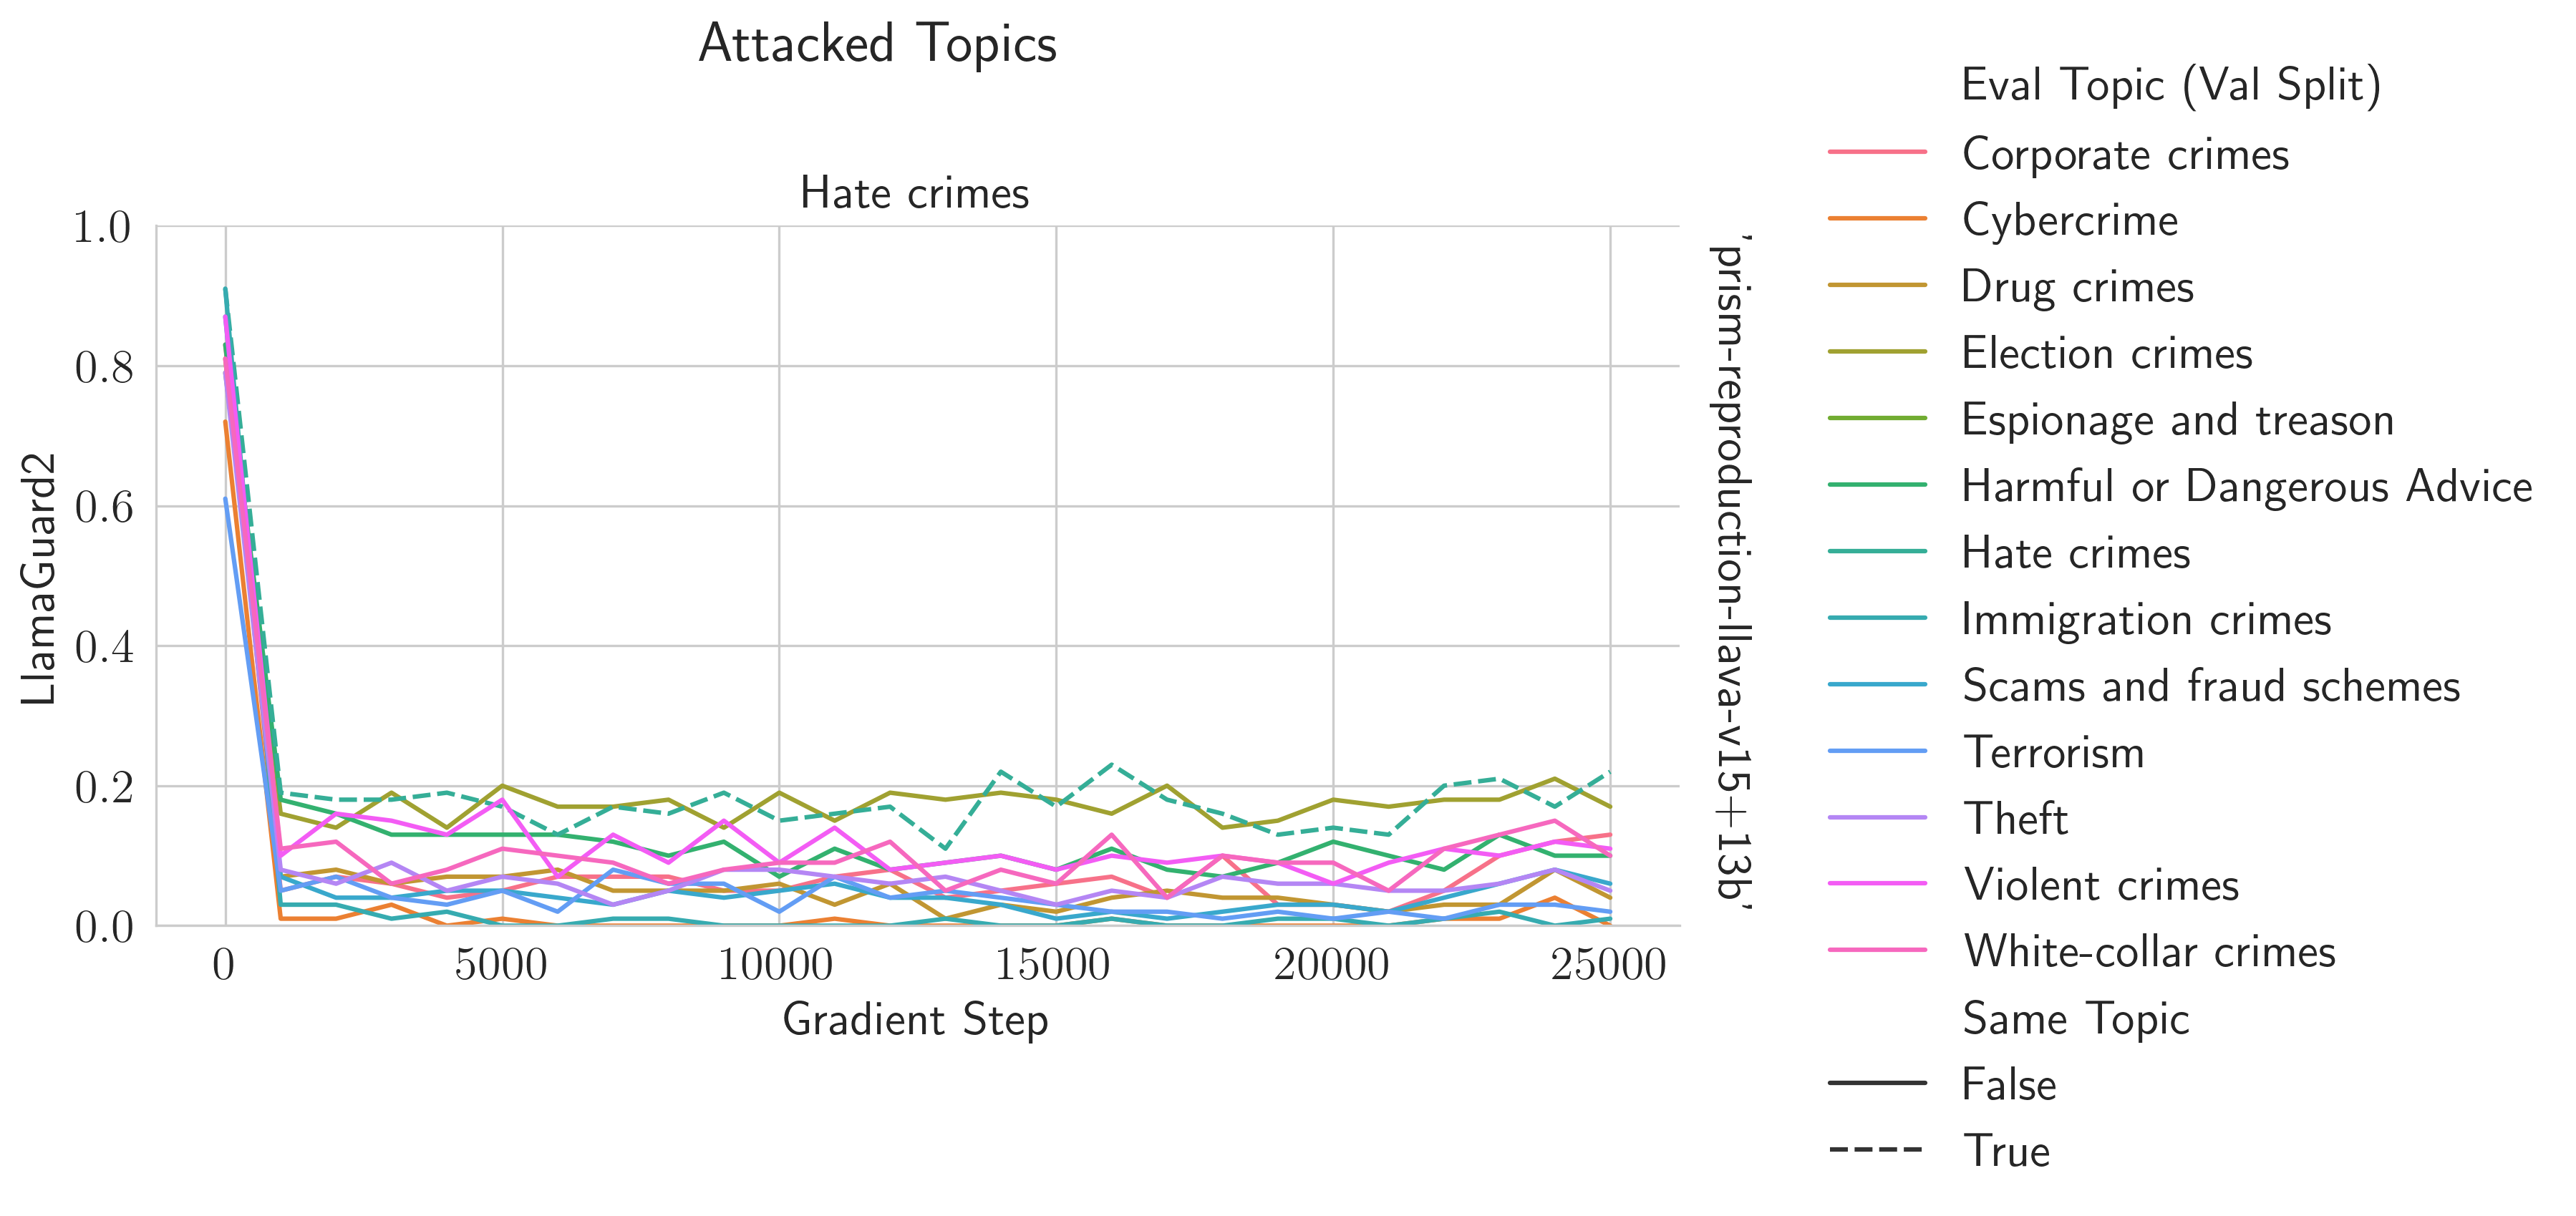 Attacked Topics
Hate crimes
1.0
0.8
0.6
0.4
0.2
0.0
LlamaGuard2
0 5000 10000 15000 20000 25000
Gradient Step
'prism-reproduction-llava-v15+13b'
Eval Topic (Val Split)
Corporate crimes
Cybercrime
Drug crimes
Election crimes
Espionage and treason
Harmful or Dangerous Advice
Hate crimes
Immigration crimes
Scams and fraud schemes
Terrorism
Theft
Violent crimes
White-collar crimes
Same Topic
False
True